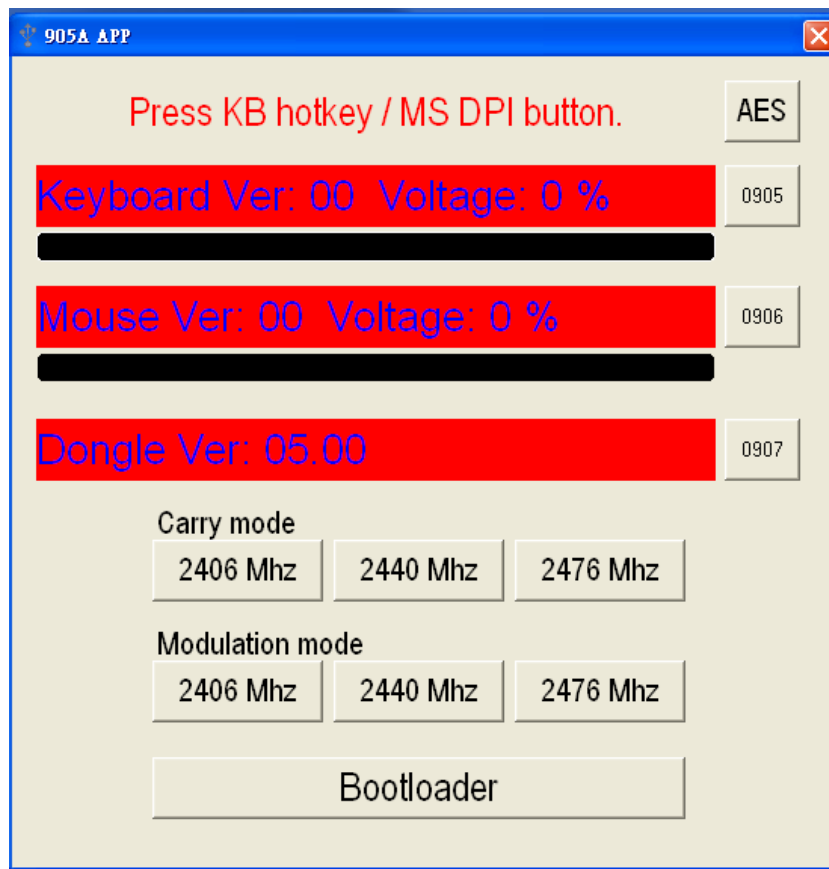 905A APP
Press KB hotkey / MS DPI button.
AES
Keyboard Ver: 00 Voltage: 0 %
0905
Mouse Ver: 00 Voltage: 0 %
0906
Dongle Ver: 05.00
0907
Carry mode
2406 Mhz 2440 Mhz 2476 Mhz
Modulation mode
2406 Mhz 2440 Mhz 2476 Mhz
Bootloader